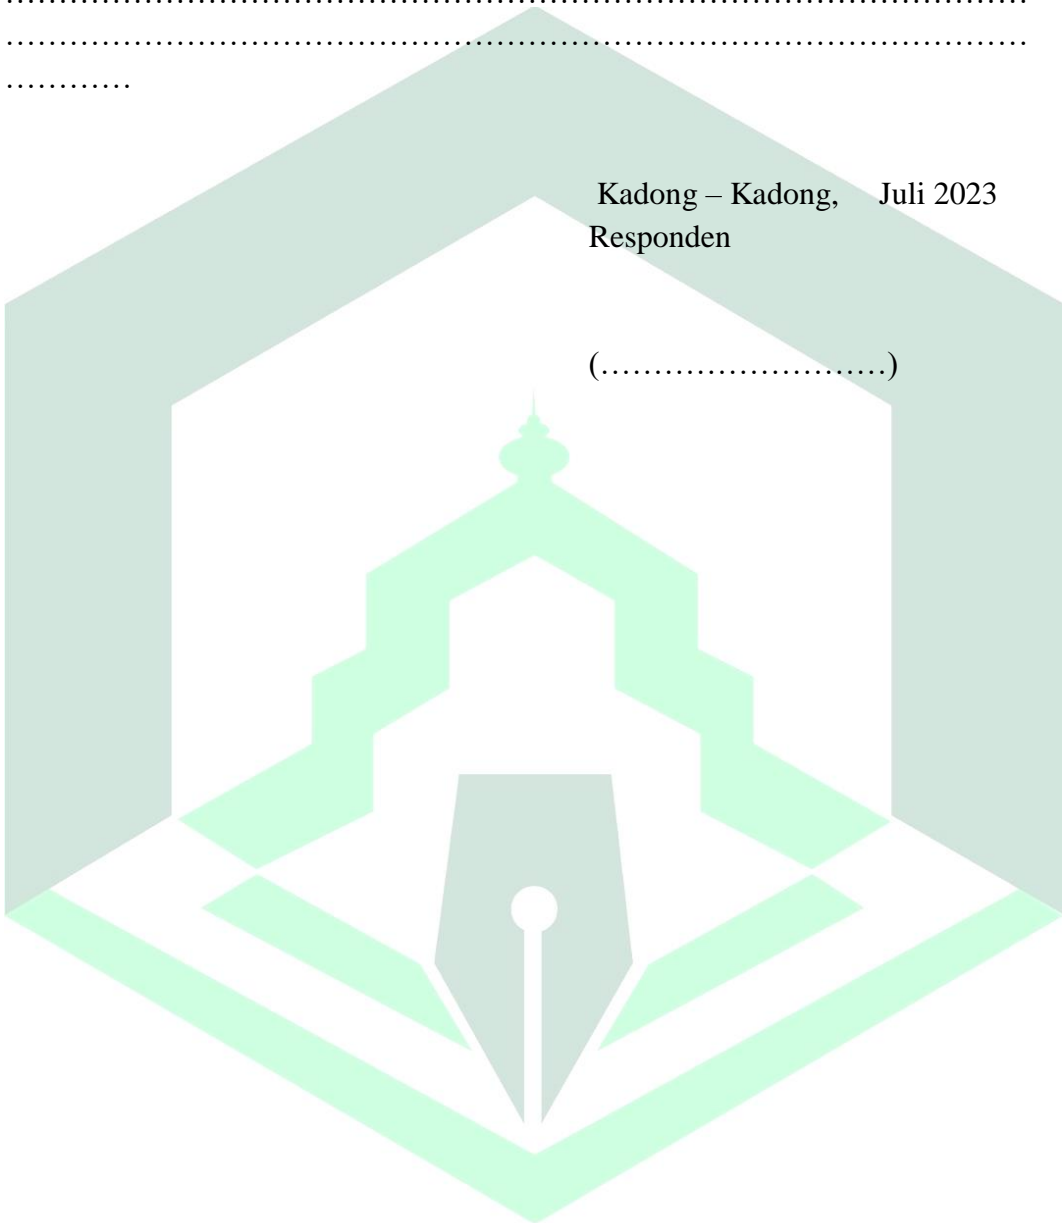 ……………………………………………………………………………………
……………………………………………………………………………………
…………
Kadong – Kadong,    Juli 2023
Responden
(………………………)